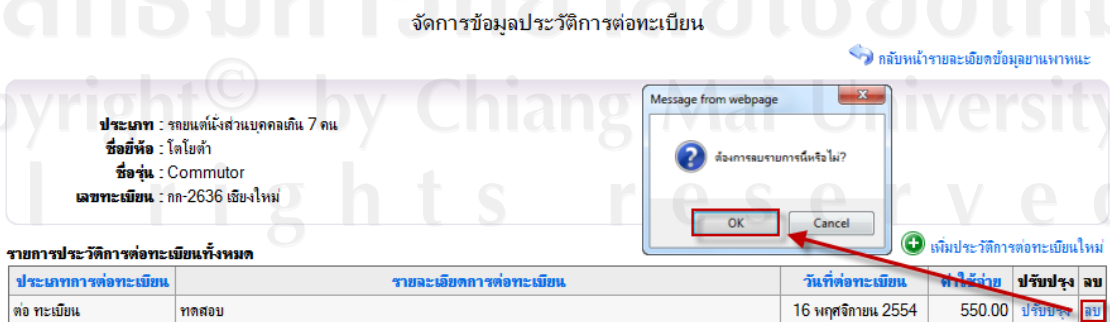 จัดการข้อมูลประวัติการต่อทะเบียน
กลับหน้ารายละเอียดข้อมูลยานพาหนะ
ประเภท : รถยนต์นั่งส่วนบุคคลเกิน 7 คน
ชื่อยี่ห้อ : โตโยต้า
ชื่อรุ่น : Commutor
เลขทะเบียน : กก-2636 เชียงใหม่
Message from webpage
ต้องการลบรายการนี้หรือไม่?
OK Cancel
รายการประวัติการต่อทะเบียนทั้งหมด
เพิ่มประวัติการต่อทะเบียนใหม่
ประเภทการต่อทะเบียน รายละเอียดการต่อทะเบียน วันที่ต่อทะเบียน ค่าใช้จ่าย ปรับปรุง ลบ
ต่อ ทะเบียน ทดสอบ 16 พฤศจิกายน 2554 550.00 ปรับปรุง ลบ
by Chiang Mai University
rights reserve